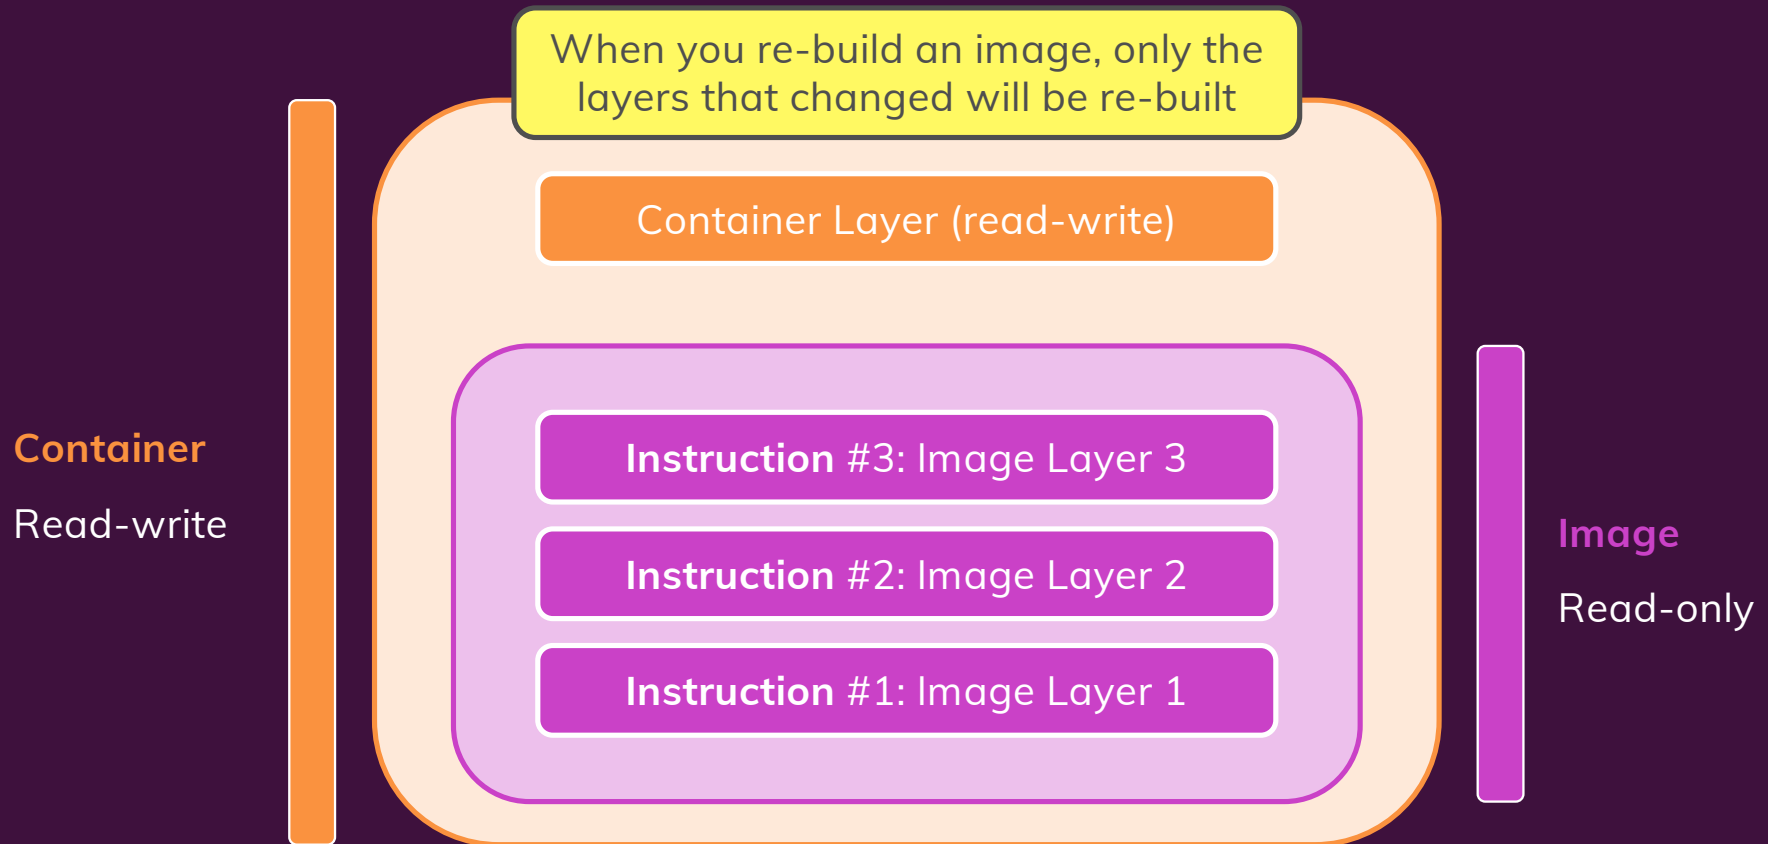 When you re-build an image, only the
layers that changed will be re-built
Container Layer (read-write)
Instruction #3: Image Layer 3
Instruction #2: Image Layer 2
Instruction #1: Image Layer 1
Container
Read-write
Image
Read-only